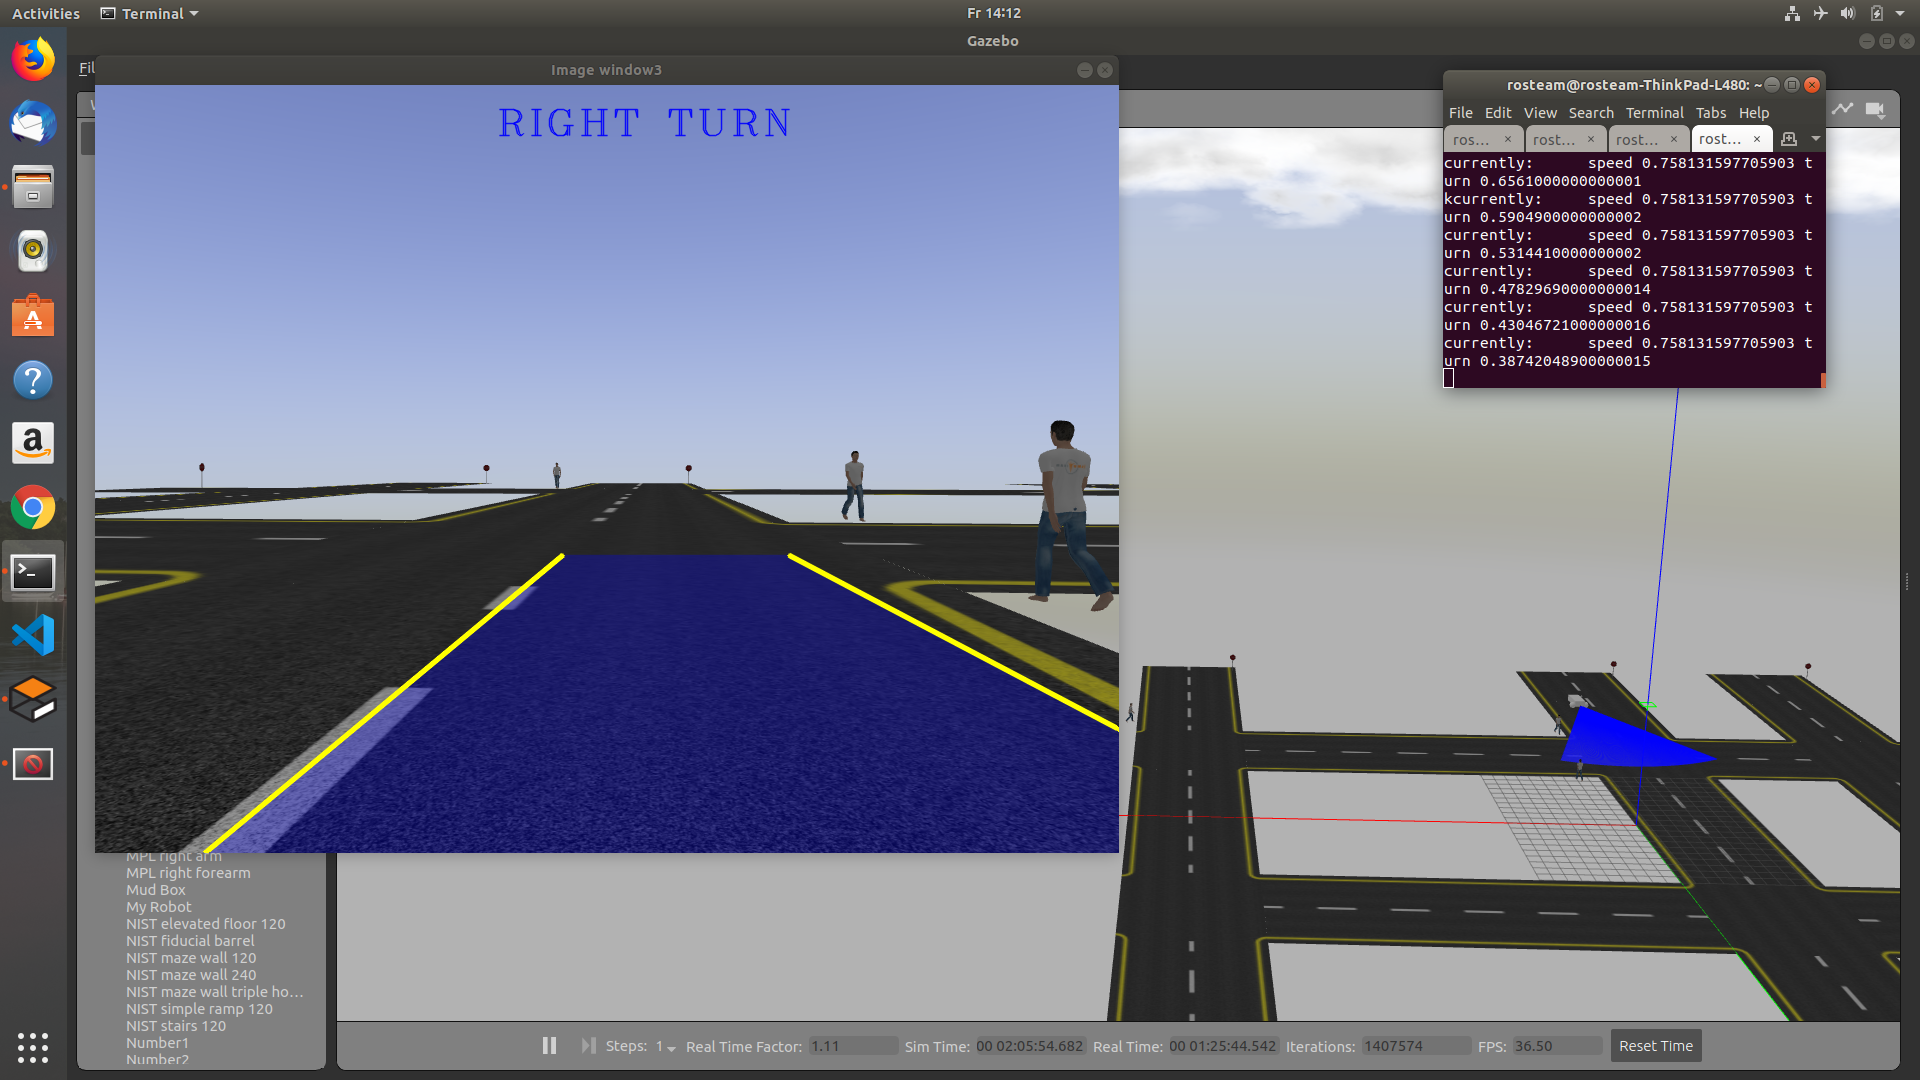 Activities
Terminal
Fr 14:12
Gazebo
Fil
Image window3
RIGHT TURN
rosteam@rosteam-ThinkPad-L480: ~
File Edit View Search Terminal Tabs Help
ros… × rost… × rost… × rost… ×
currently: speed 0.758131597705903 t
urn 0.6561000000000001
kcurrently: speed 0.758131597705903 t
urn 0.5904900000000002
currently: speed 0.758131597705903 t
urn 0.5314410000000002
currently: speed 0.758131597705903 t
urn 0.47829690000000014
currently: speed 0.758131597705903 t
urn 0.43046721000000016
currently: speed 0.758131597705903 t
urn 0.38742048900000015
MPL right arm
MPL right forearm
Mud Box
My Robot
NIST elevated floor 120
NIST fiducial barrel
NIST maze wall 120
NIST maze wall 240
NIST maze wall triple ho…
NIST simple ramp 120
NIST stairs 120
Number1
Number2
Steps: 1 Real Time Factor: 1.11 Sim Time: 00 02:05:54.682 Real Time: 00 01:25:44.542 Iterations: 1407574 FPS: 36.50 Reset Time